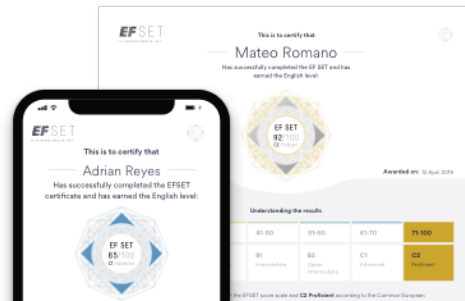 EFSET
This is to certify that
Mateo Romano
Has successfully completed the EF SET and has
earned the English level:
EF SET
92/100
C2 Proficient
Awarded on: 12 April 2019
Understanding the results
41-50
51-60
61-70
71-100
B1
Intermediate
B2
Upper
Intermediate
C1
Advanced
C2
Proficient
the EFSET score scale and C2 Proficient according to the Common European
EFSET
This is to certify that
Adrian Reyes
Has successfully completed the EFSET
certificate and has earned the English level:
EF SET
65/100
C1 Advanced